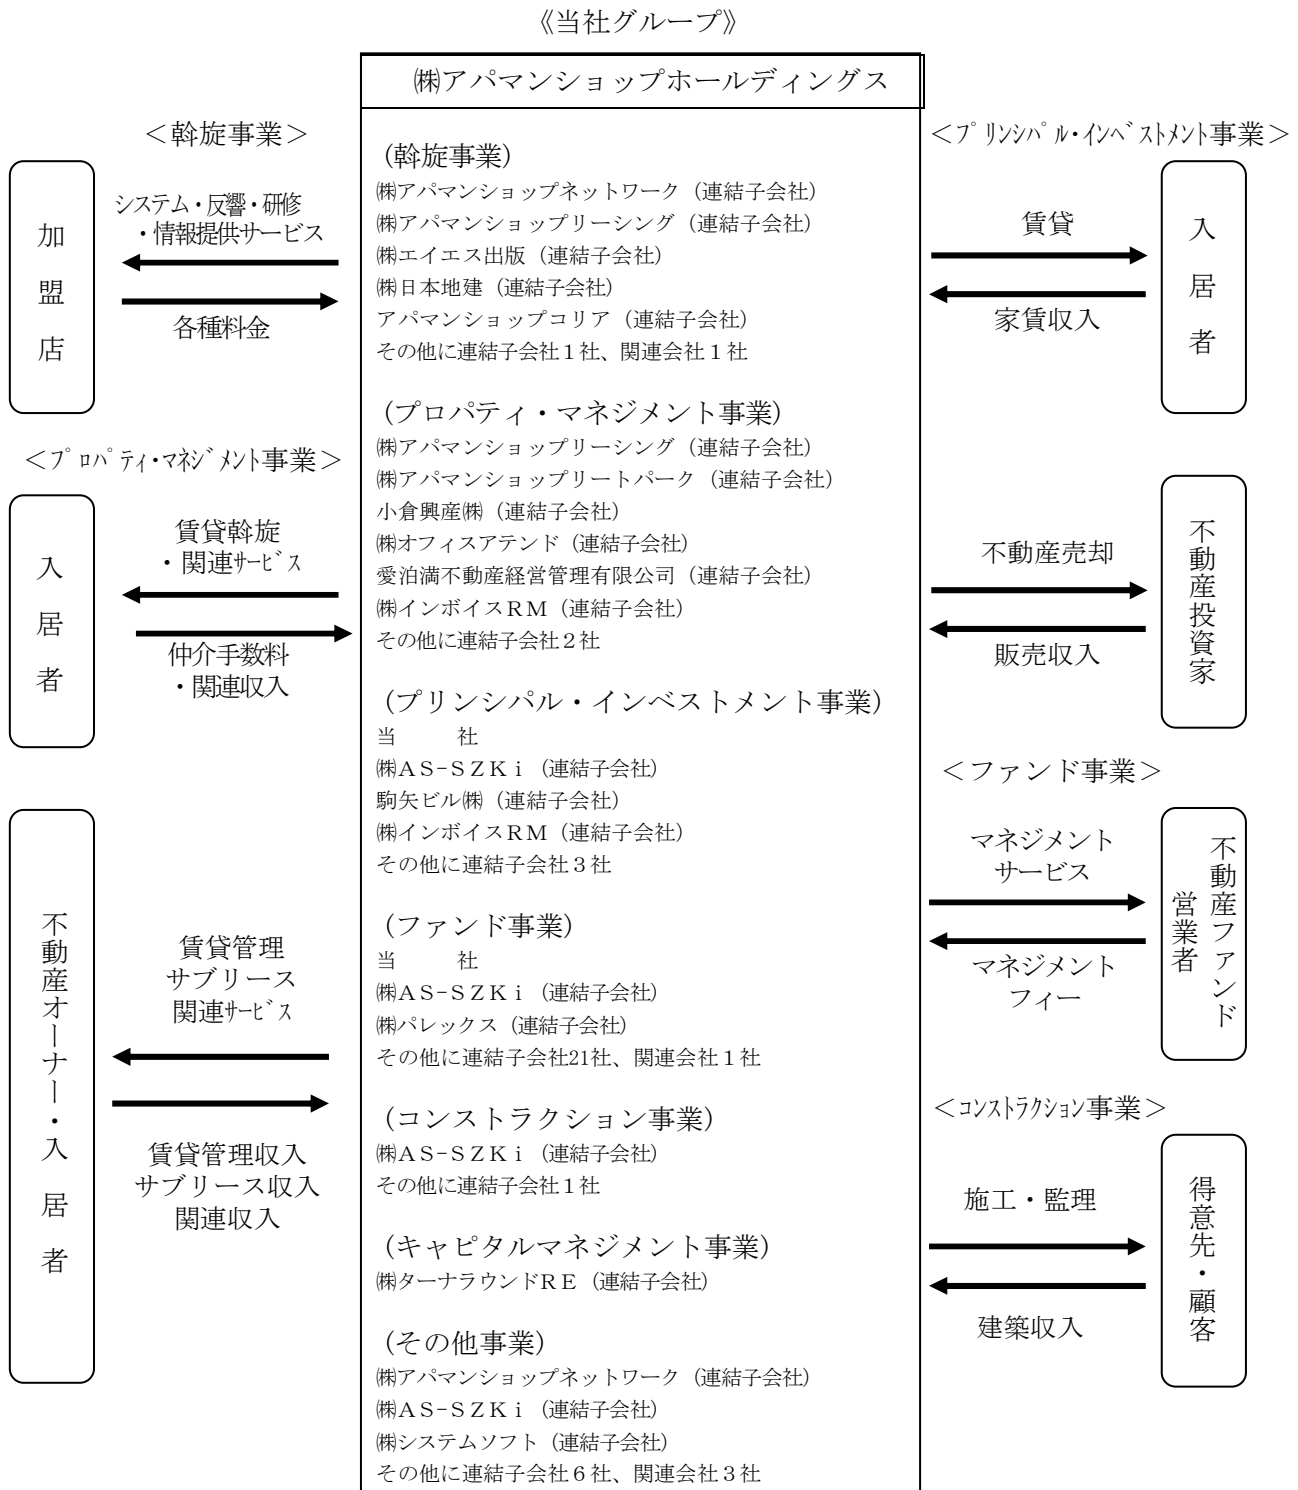 《当社グループ》
㈱アパマンショップホールディングス
＜斡旋事業＞
システム・反響・研修
・情報提供サービス
加盟店
各種料金
＜プロパティ・マネジメント事業＞
賃貸斡旋
・関連サービス
入居者
仲介手数料
・関連収入
不動産オーナー・入居者
賃貸管理
サブリース
関連サービス
賃貸管理収入
サブリース収入
関連収入
(斡旋事業)
㈱アパマンショップネットワーク（連結子会社）
㈱アパマンショップリーシング（連結子会社）
㈱エイエス出版（連結子会社）
㈱日本地建（連結子会社）
アパマンショップコリア（連結子会社）
その他に連結子会社１社、関連会社１社
(プロパティ・マネジメント事業)
㈱アパマンショップリーシング（連結子会社）
㈱アパマンショップリートパーク（連結子会社）
小倉興産㈱（連結子会社）
㈱オフィスアテンド（連結子会社）
愛泊満不動産経営管理有限公司（連結子会社）
㈱インボイスＲＭ（連結子会社）
その他に連結子会社２社
(プリンシパル・インベストメント事業)
当　　　社
㈱ＡＳ−ＳＺＫｉ（連結子会社）
駒矢ビル㈱（連結子会社）
㈱インボイスＲＭ（連結子会社）
その他に連結子会社３社
(ファンド事業)
当　　　社
㈱ＡＳ−ＳＺＫｉ（連結子会社）
㈱パレックス（連結子会社）
その他に連結子会社21社、関連会社１社
(コンストラクション事業)
㈱ＡＳ−ＳＺＫｉ（連結子会社）
その他に連結子会社１社
(キャピタルマネジメント事業)
㈱ターナラウンドＲＥ（連結子会社）
(その他事業)
㈱アパマンショップネットワーク（連結子会社）
㈱ＡＳ−ＳＺＫｉ（連結子会社）
㈱システムソフト（連結子会社）
その他に連結子会社６社、関連会社３社
＜プリンシパル・インベストメント事業＞
賃貸
入居者
家賃収入
不動産売却
不動産投資家
販売収入
＜ファンド事業＞
マネジメント
サービス
不動産ファンド
営業者
マネジメント
フィー
＜コンストラクション事業＞
施工・監理
得意先・顧客
建築収入